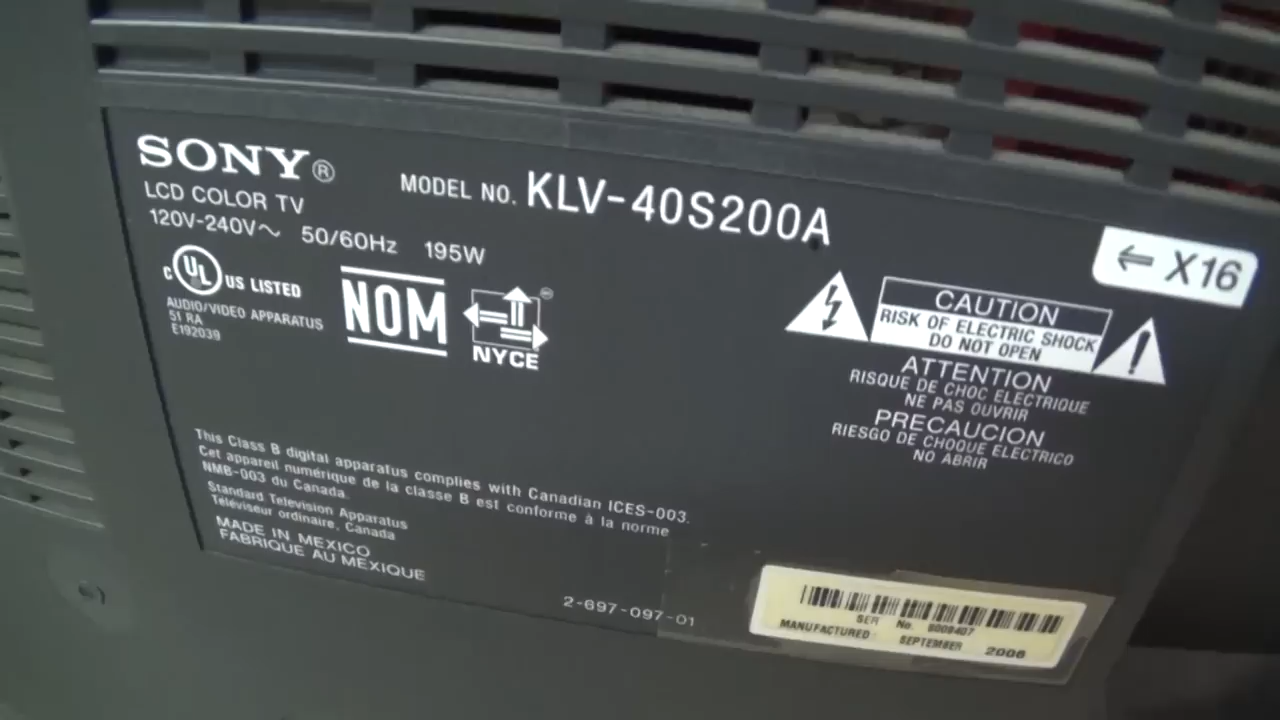 SONY®
LCD COLOR TV
MODEL NO. KLV-40S200A
120V-240V~ 50/60Hz 195W
← X16
C UL US LISTED
AUDIO/VIDEO APPARATUS
51 RA
E192039
NOM
NYCE
CAUTION
RISK OF ELECTRIC SHOCK
DO NOT OPEN
ATTENTION
RISQUE DE CHOC ELECTRIQUE
NE PAS OUVRIR
PRECAUCION
RIESGO DE CHOQUE ELECTRICO
NO ABRIR
This Class B digital apparatus complies with Canadian ICES-003.
Cet appareil numérique de la classe B est conforme à la norme
NMB-003 du Canada.
Standard Television Apparatus
Téléviseur ordinaire, Canada
MADE IN MEXICO
FABRIQUE AU MEXIQUE
2-697-097-01
SER No.
MANUFACTURED SEPTEMBER 2006